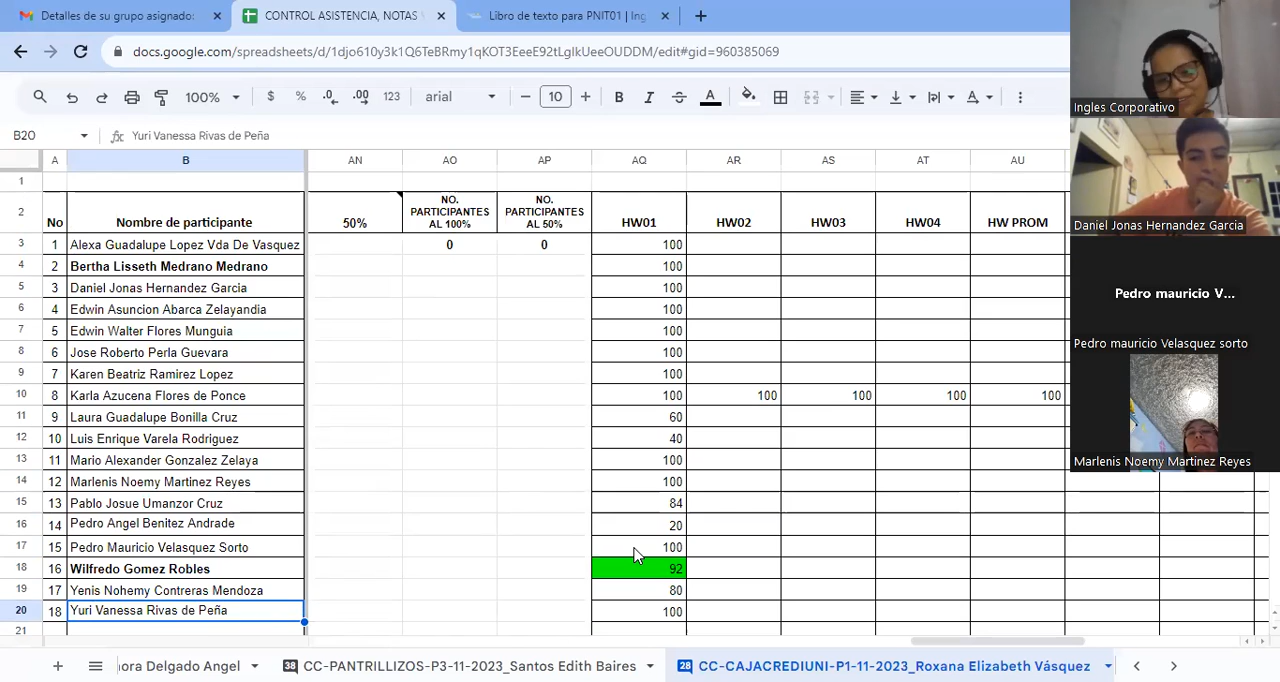 Detalles de su grupo asignado:
CONTROL ASISTENCIA, NOTAS Y
Libro de texto para PNIT01 | Ing
docs.google.com/spreadsheets/d/1djo610y3k1Q6TeBRmy1qKOT3EeeE92tLglkUeeOUDDM/edit#gid=960385069
100% $ % .0 .00 123 arial 10 B I A
B20 fx Yuri Vanessa Rivas de Peña
A B AN AO AP AQ AR AS AT AU
1
2 No Nombre de participante 50% NO. PARTICIPANTES AL 100% NO. PARTICIPANTES AL 50% HW01 HW02 HW03 HW04 HW PROM
3 1 Alexa Guadalupe Lopez Vda De Vasquez 0 0 100
4 2 Bertha Lisseth Medrano Medrano 100
5 3 Daniel Jonas Hernandez Garcia 100
6 4 Edwin Asuncion Abarca Zelayandia 100
7 5 Edwin Walter Flores Munguia 100
8 6 Jose Roberto Perla Guevara 100
9 7 Karen Beatriz Ramirez Lopez 100
10 8 Karla Azucena Flores de Ponce 100 100 100 100 100
11 9 Laura Guadalupe Bonilla Cruz 60
12 10 Luis Enrique Varela Rodriguez 40
13 11 Mario Alexander Gonzalez Zelaya 100
14 12 Marlenis Noemy Martinez Reyes 100
15 13 Pablo Josue Umanzor Cruz 84
16 14 Pedro Angel Benitez Andrade 20
17 15 Pedro Mauricio Velasquez Sorto 100
18 16 Wilfredo Gomez Robles 92
19 17 Yenis Nohemy Contreras Mendoza 80
20 18 Yuri Vanessa Rivas de Peña 100
21
ora Delgado Angel
38 CC-PANTRILLIZOS-P3-11-2023_Santos Edith Baires
28 CC-CAJACREDIUNI-P1-11-2023_Roxana Elizabeth Vásquez
Ingles Corporativo
Daniel Jonas Hernandez Garcia
Pedro mauricio V...
Pedro mauricio Velasquez sorto
Marlenis Noemy Martinez Reyes